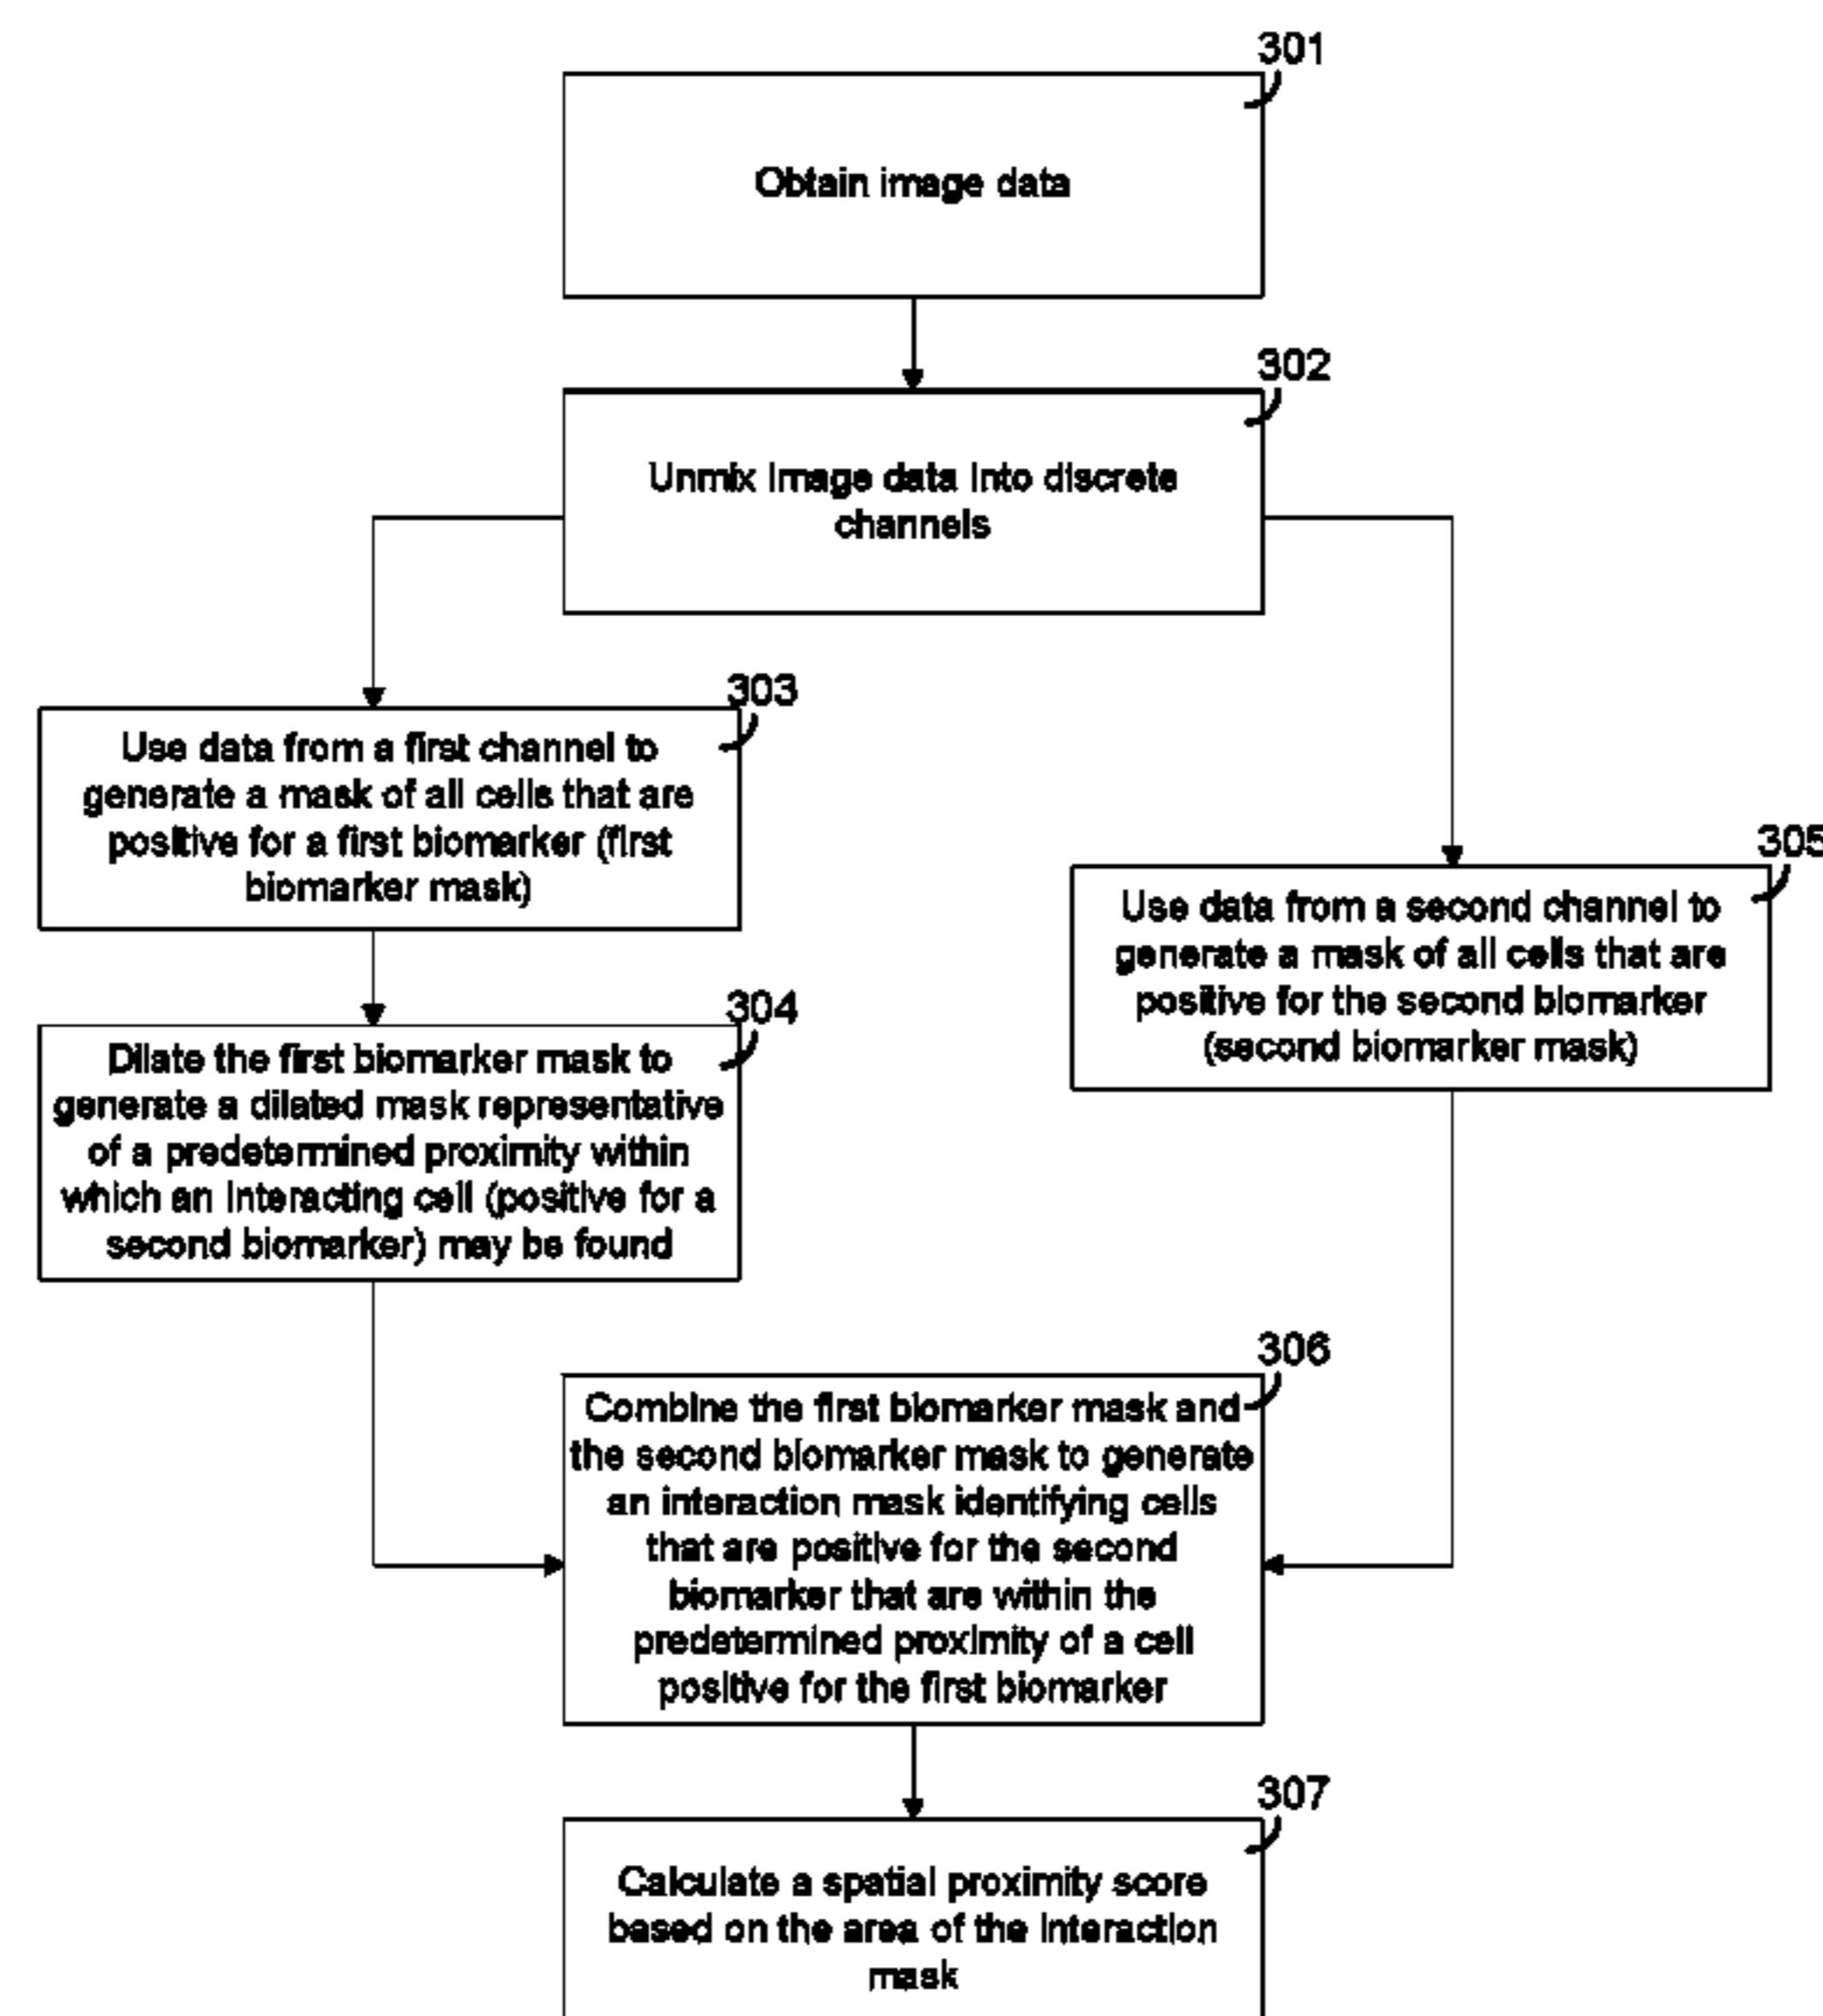 301
Obtain image data
302
Unmix image data into discrete
channels
303
Use data from a first channel to
generate a mask of all cells that are
positive for a first biomarker (first
biomarker mask)
304
Dilate the first biomarker mask to
generate a dilated mask representative
of a predetermined proximity within
which an interacting cell (positive for a
second biomarker) may be found
305
Use data from a second channel to
generate a mask of all cells that are
positive for the second biomarker
(second biomarker mask)
306
Combine the first biomarker mask and
the second biomarker mask to generate
an interaction mask identifying cells
that are positive for the second
biomarker that are within the
predetermined proximity of a cell
positive for the first biomarker
307
Calculate a spatial proximity score
based on the area of the interaction
mask